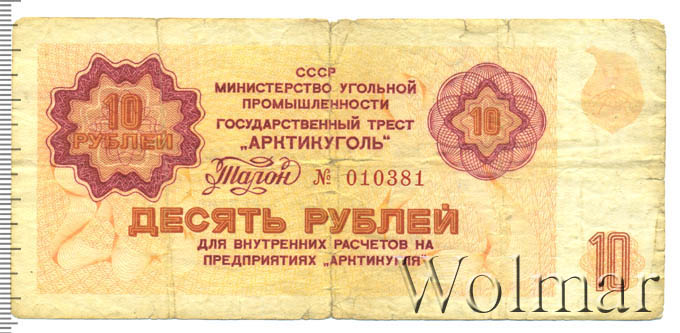 СССР
МИНИСТЕРСТВО УГОЛЬНОЙ
ПРОМЫШЛЕННОСТИ
ГОСУДАРСТВЕННЫЙ ТРЕСТ
„АРКТИКУГОЛЬ“
10
РУБЛЕЙ
10
Талон № 010381
ДЕСЯТЬ РУБЛЕЙ
ДЛЯ ВНУТРЕННИХ РАСЧЕТОВ НА
ПРЕДПРИЯТИЯХ „АРКТИКУГЛЯ“
10
Wolmar